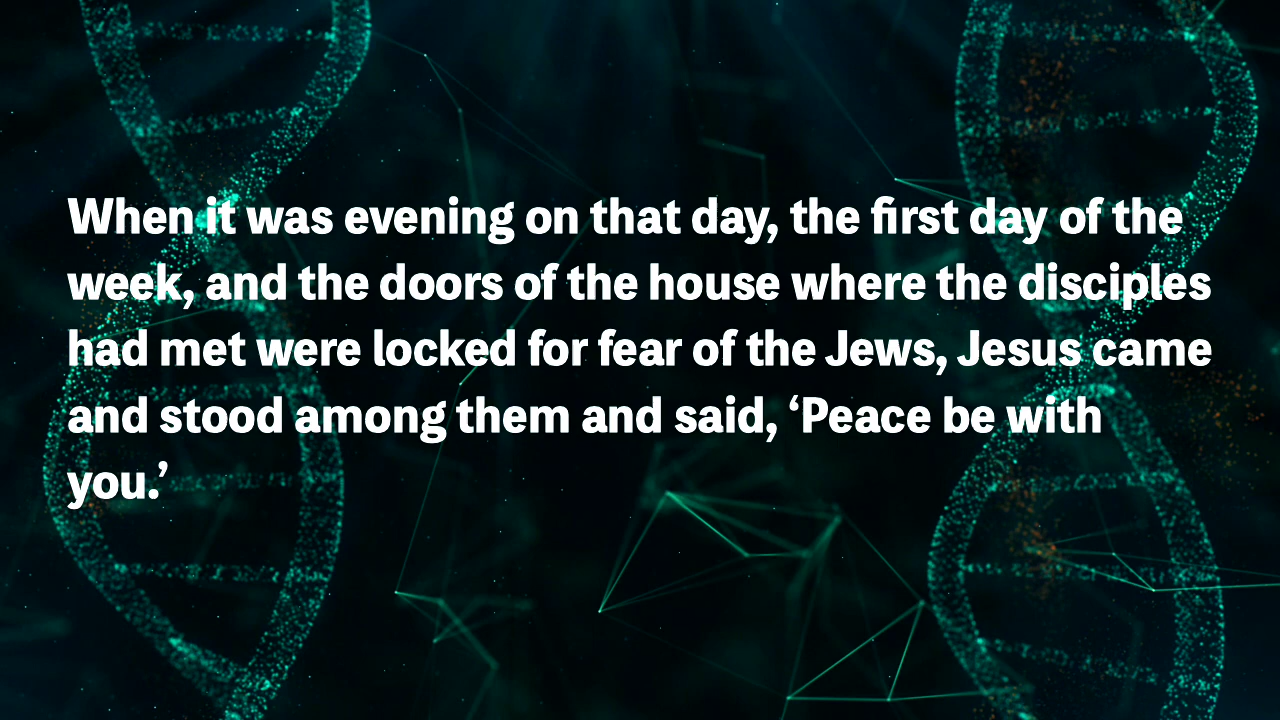 When it was evening on that day, the first day of the
week, and the doors of the house where the disciples
had met were locked for fear of the Jews, Jesus came
and stood among them and said, ‘Peace be with
you.’